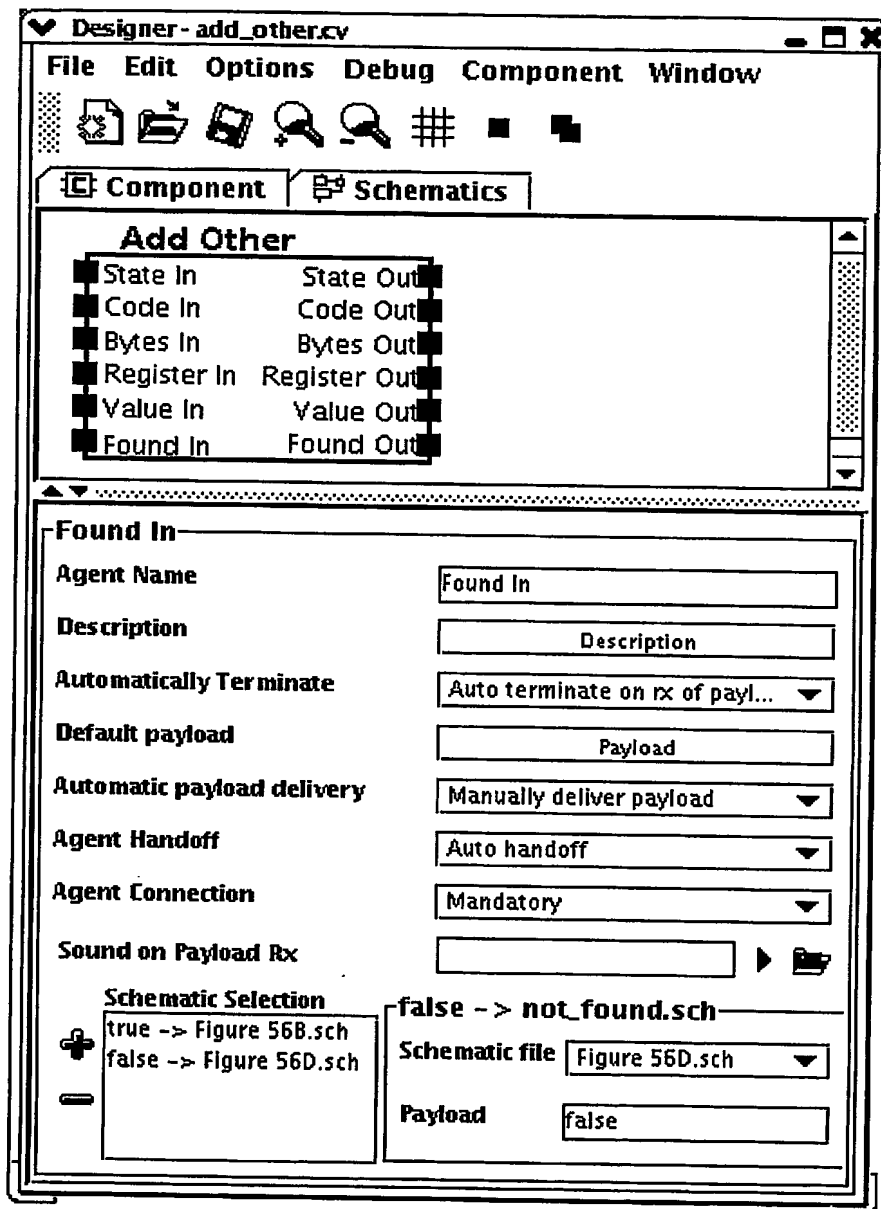 Designer - add_other.cv
File Edit Options Debug Component Window
Component Schematics
Add Other
State In State Out
Code In Code Out
Bytes In Bytes Out
Register In Register Out
Value In Value Out
Found In Found Out
Found In
Agent Name Found In
Description Description
Automatically Terminate Auto terminate on rx of payl...
Default payload Payload
Automatic payload delivery Manually deliver payload
Agent Handoff Auto handoff
Agent Connection Mandatory
Sound on Payload Rx
Schematic Selection
true -> Figure 56B.sch
false -> Figure 56D.sch
false -> not_found.sch
Schematic file Figure 56D.sch
Payload false